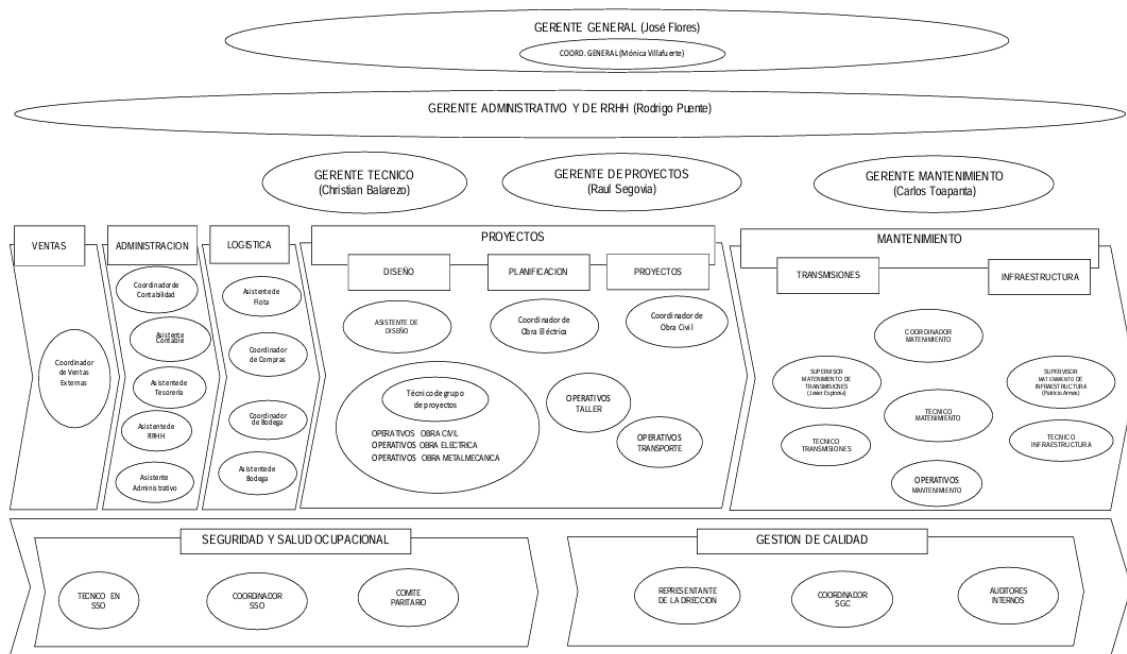 GERENTE GENERAL (José Flores)
COORD. GENERAL (Mónica Villafuerte)
GERENTE ADMINISTRATIVO Y DE RRHH (Rodrigo Puente)
GERENTE TECNICO
(Christian Balarezo)
GERENTE DE PROYECTOS
(Raul Segovia)
GERENTE MANTENIMIENTO
(Carlos Toapanta)
VENTAS
Coordinador
de Ventas
Externas
ADMINISTRACION
Coordinador de
Contabilidad
Asistente
Contable
Asistente de
Tesorería
Asistente de
RRHH
Asistente
Administrativo
LOGISTICA
Asistente de
Flota
Coordinador
de Compras
Coordinador
de Bodega
Asistente de
Bodega
PROYECTOS
DISEÑO
PLANIFICACION
PROYECTOS
ASISTENTE DE
DISEÑO
Coordinador de
Obra Eléctrica
Coordinador de
Obra Civil
Técnico de grupo
de proyectos
OPERATIVOS OBRA CIVIL
OPERATIVOS OBRA ELECTRICA
OPERATIVOS OBRA METALMECANICA
OPERATIVOS
TALLER
OPERATIVOS
TRANSPORTE
MANTENIMIENTO
TRANSMISIONES
INFRAESTRUCTURA
COORDINADOR
MATENIMIENTO
SUPERVISOR
MATENIMIENTO DE
TRANSMISIONES
(Javier Espinosa)
SUPERVISOR
MATENIMIENTO DE
INFRAESTRUCTURA
(Patricio Armas)
TECNICO
MATENIMIENTO
TECNICO
TRANSMISIONES
TECNICO
INFRAESTRUCTURA
OPERATIVOS
MANTENIMIENTO
SEGURIDAD Y SALUD OCUPACIONAL
TECNICO EN
SSO
COORDINADOR
SSO
COMITE
PARITARIO
GESTION DE CALIDAD
REPRESENTANTE
DE LA DIRECCION
COORDINADOR
SGC
AUDITORES
INTERNOS